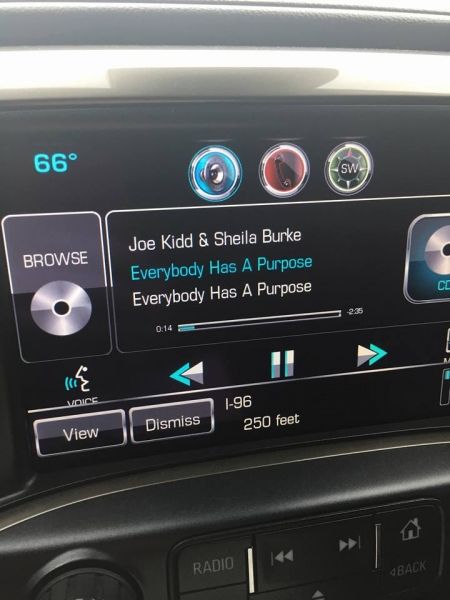 66°
SW
Joe Kidd & Sheila Burke
BROWSE
Everybody Has A Purpose
Everybody Has A Purpose
0:14
-2:35
CD
VOICE
View
Dismiss
I-96
250 feet
RADIO
BACK